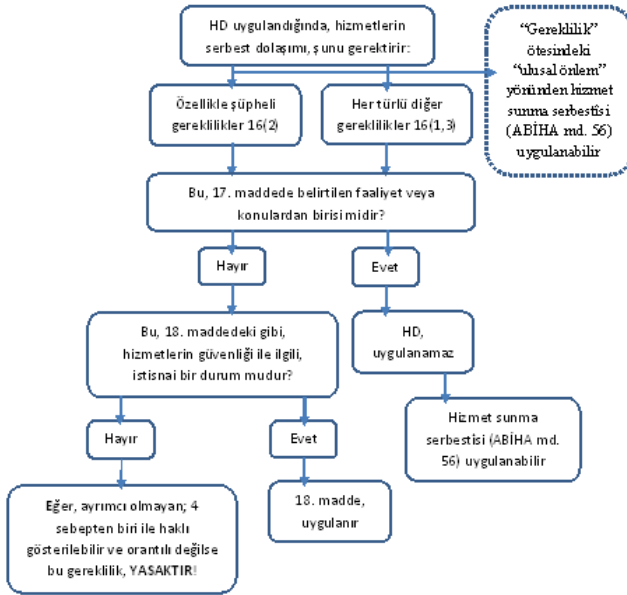 HD uygulandığında, hizmetlerin
serbest dolaşımı, şunu gerektirir:
“Gereklilik”
ötesindeki
“ulusal önlem”
yönünden hizmet
sunma serbestîsi
(ABİHA md. 56)
uygulanabilir
Özellikle şüpheli
gereklilikler 16(2)
Her türlü diğer
gereklilikler 16(1,3)
Bu, 17. maddede belirtilen faaliyet veya
konulardan birisi midir?
Hayır
Evet
Bu, 18. maddedeki gibi,
hizmetlerin güvenliği ile ilgili,
istisnai bir durum mudur?
HD,
uygulanamaz
Hizmet sunma
serbestîsi (ABİHA md.
56) uygulanabilir
Hayır
Evet
Eğer, ayrımcı olmayan; 4
sebepten biri ile haklı
gösterilebilir ve orantılı değilse
bu gereklilik, YASAKTIR!
18. madde,
uygulanır